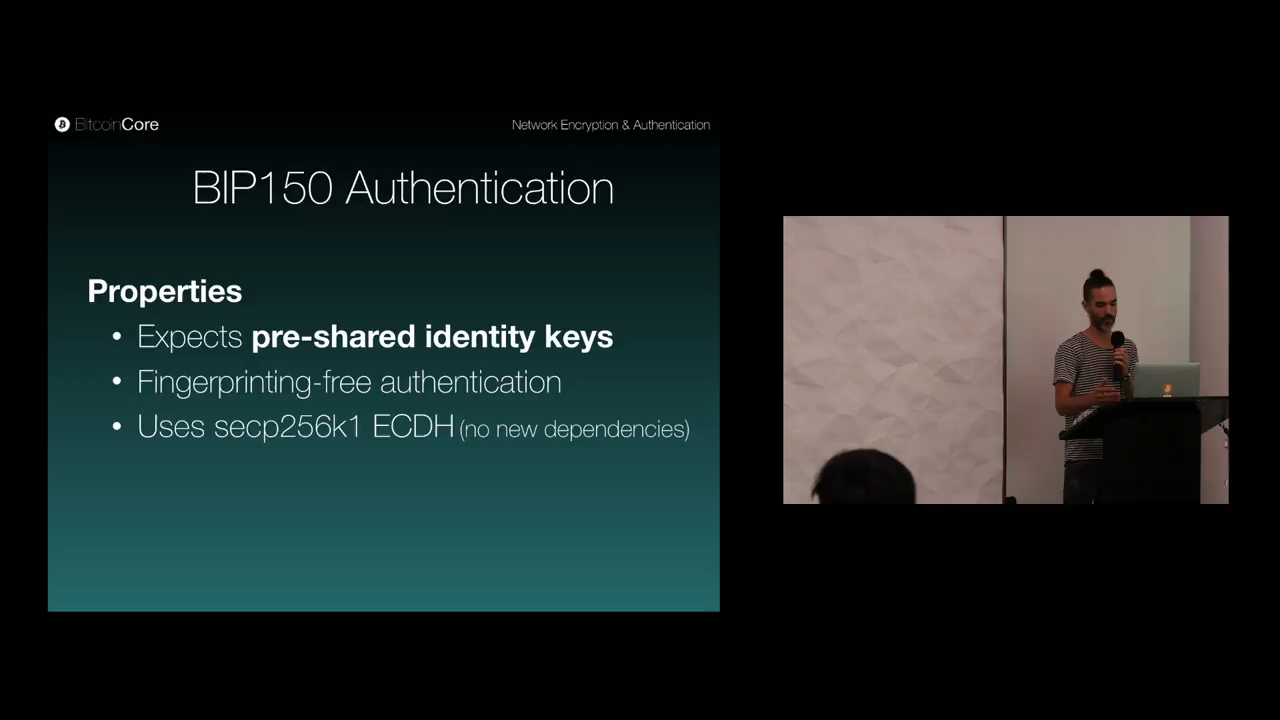 BitcoinCore
Network Encryption & Authentication
BIP150 Authentication
Properties
• Expects pre-shared identity keys
• Fingerprinting-free authentication
• Uses secp256k1 ECDH (no new dependencies)